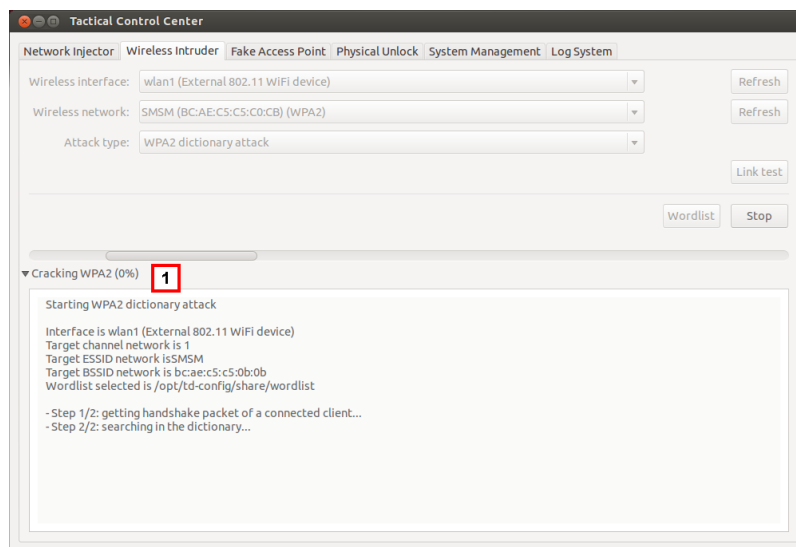 Tactical Control Center
Network Injector Wireless Intruder Fake Access Point Physical Unlock System Management Log System
Wireless interface: wlan1 (External 802.11 WiFi device) Refresh
Wireless network: SMSM (BC:AE:C5:C5:C0:CB) (WPA2) Refresh
Attack type: WPA2 dictionary attack
Link test
Wordlist Stop
Cracking WPA2 (0%) 1
Starting WPA2 dictionary attack
Interface is wlan1 (External 802.11 WiFi device)
Target channel network is 1
Target ESSID network isSMSM
Target BSSID network is bc:ae:c5:c5:0b:0b
Wordlist selected is /opt/td-config/share/wordlist
- Step 1/2: getting handshake packet of a connected client...
- Step 2/2: searching in the dictionary...